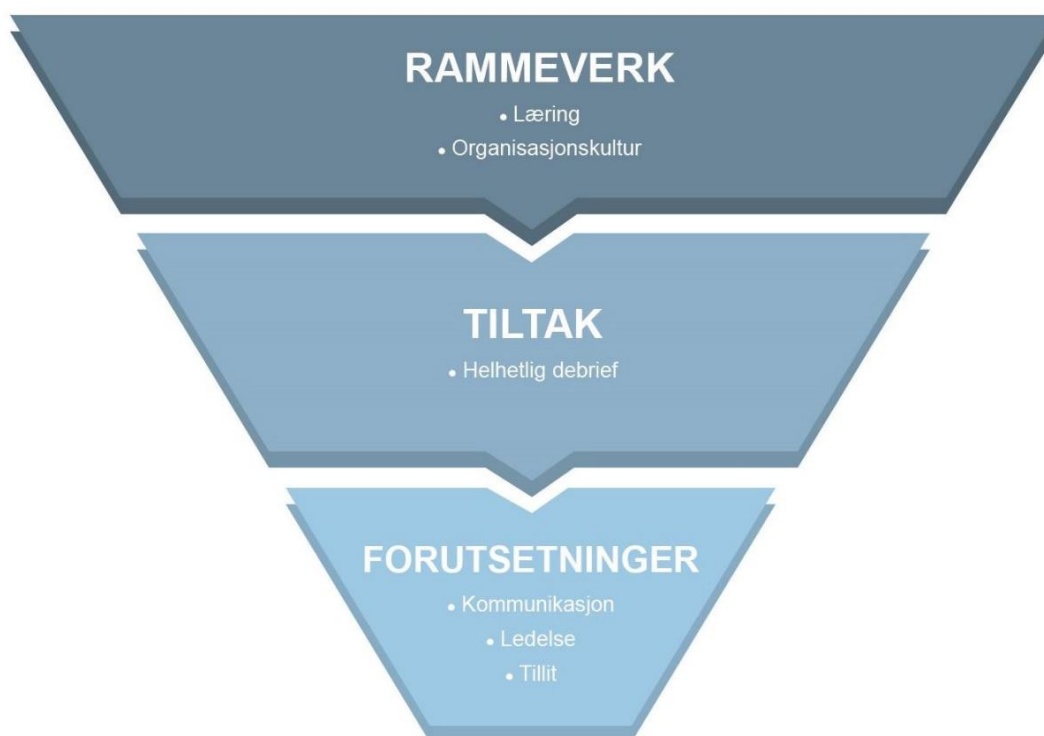 RAMMEVERK
• Læring
• Organisasjonskultur
TILTAK
• Helhetlig debrief
FORUTSETNINGER
• Kommunikasjon
• Ledelse
• Tillit